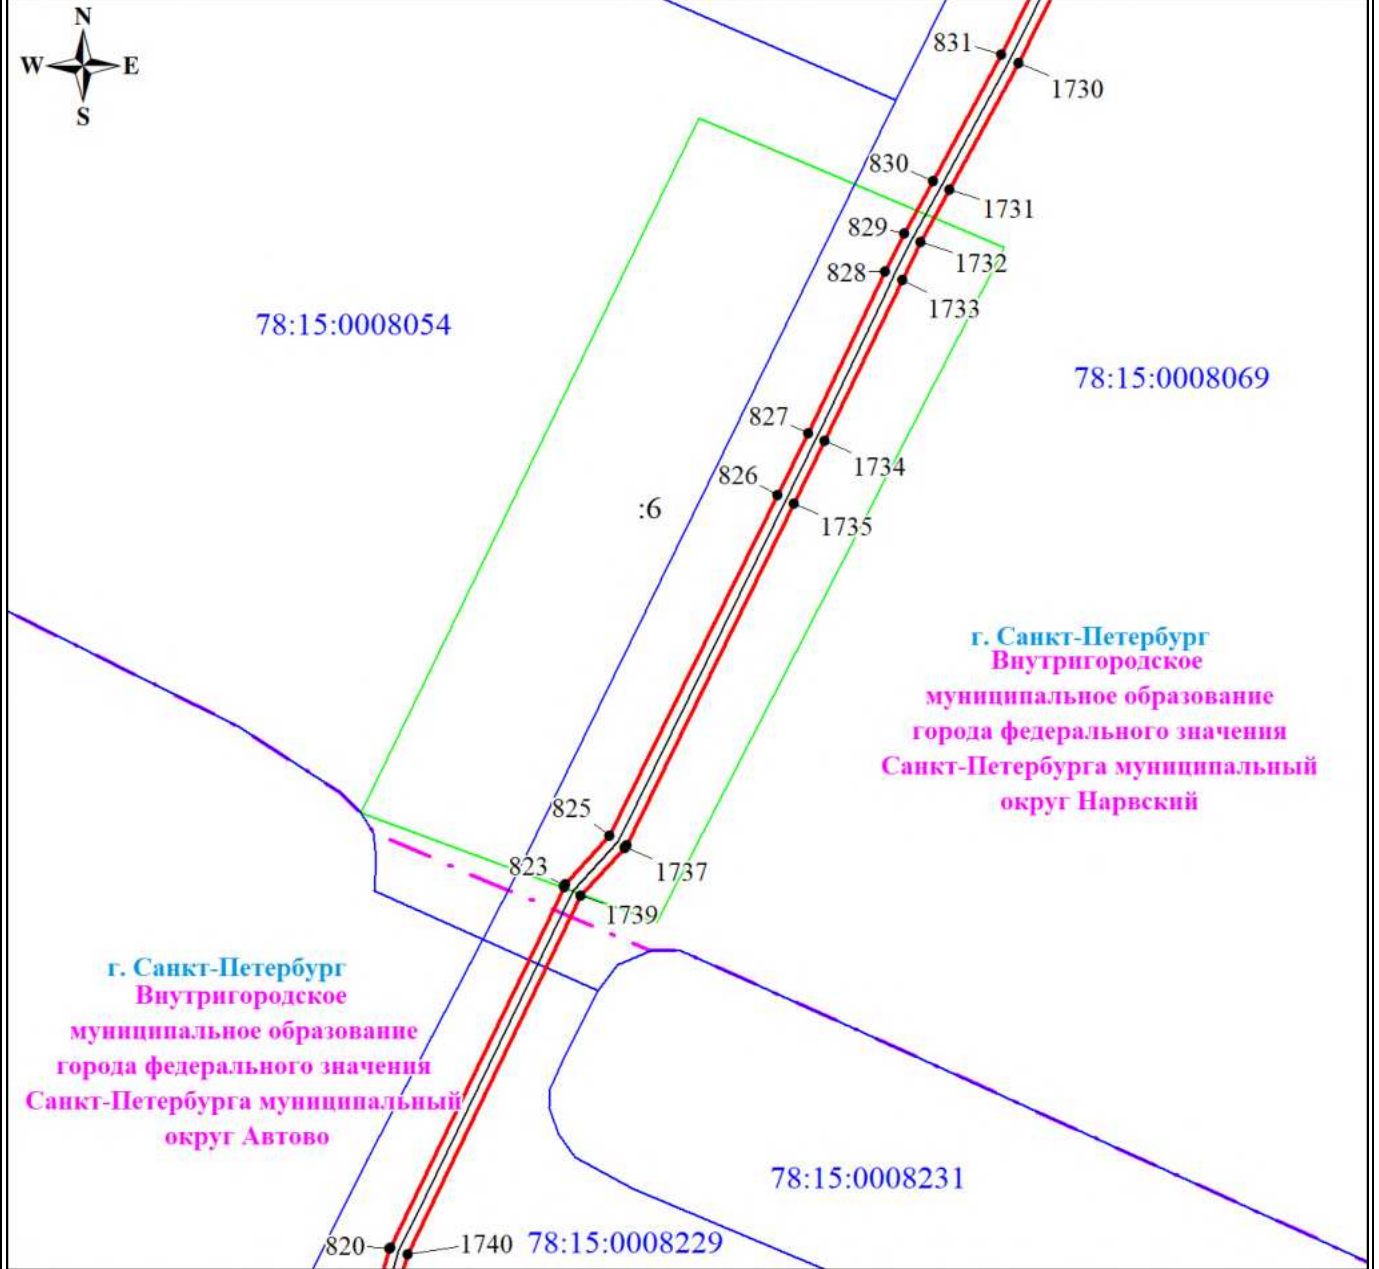 N
W E
S
831
1730
830
1731
829
1732
828
1733
78:15:0008054
78:15:0008069
827
1734
826
1735
:6
г. Санкт-Петербург
Внутригородское
муниципальное образование
города федерального значения
Санкт-Петербурга муниципальный
округ Нарвский
825
1737
823
1739
г. Санкт-Петербург
Внутригородское
муниципальное образование
города федерального значения
Санкт-Петербурга муниципальный
округ Автово
78:15:0008231
820
1740
78:15:0008229